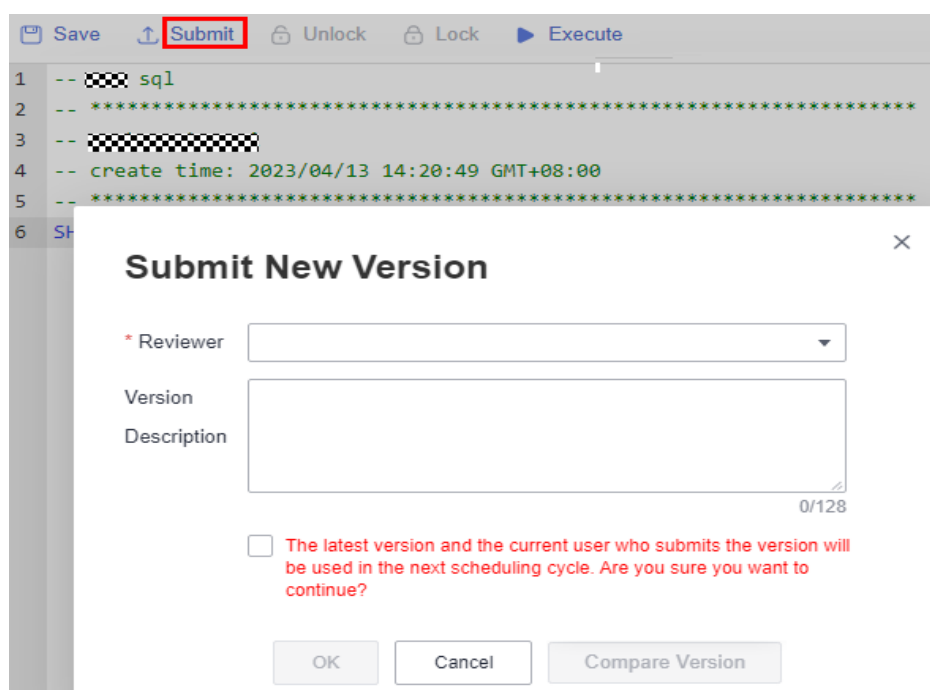 Save Submit Unlock Lock Execute
1 -- sql
2 -- ********************************************************************
3 --
4 -- create time: 2023/04/13 14:20:49 GMT+08:00
5 -- ********************************************************************
6 SH
Submit New Version
* Reviewer
Version
Description
0/128
The latest version and the current user who submits the version will
be used in the next scheduling cycle. Are you sure you want to
continue?
OK Cancel Compare Version